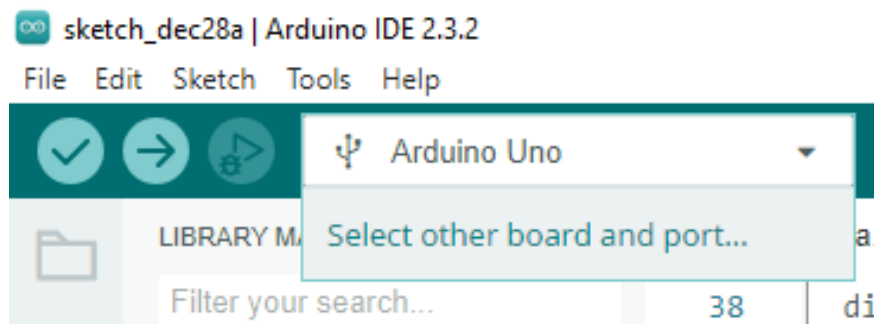 sketch_dec28a | Arduino IDE 2.3.2
File Edit Sketch Tools Help
Arduino Uno
Select other board and port...
LIBRARY
Filter your search...
38